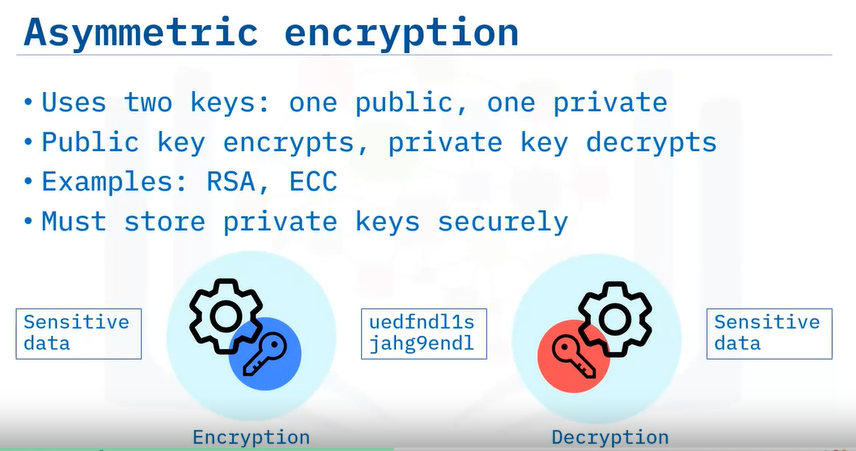 Asymmetric encryption
• Uses two keys: one public, one private
• Public key encrypts, private key decrypts
• Examples: RSA, ECC
• Must store private keys securely
Sensitive
data
uedfndl1s
jahg9endl
Sensitive
data
Encryption
Decryption